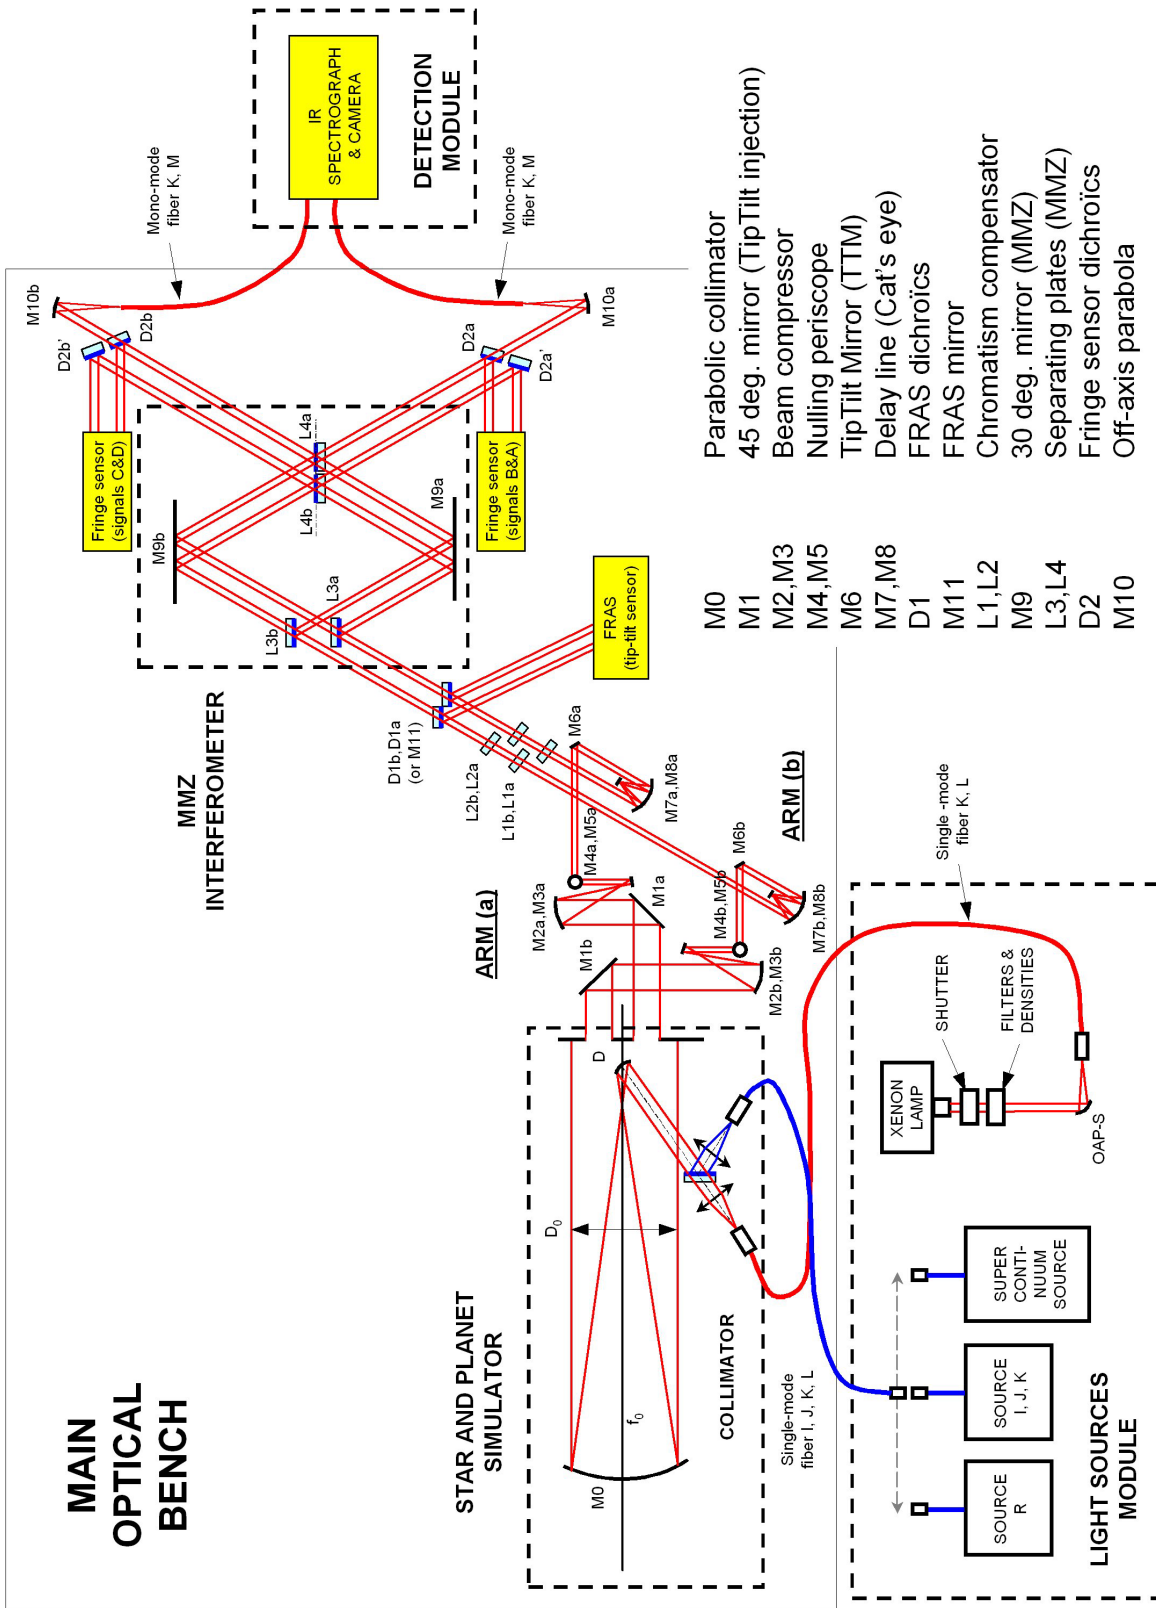 MAIN
OPTICAL
BENCH
STAR AND PLANET
SIMULATOR
M0
f0
D0
D
COLLIMATOR
Single-mode
fiber I, J, K, L
M1b
M1a
ARM (a)
M2a,M3a
M4a,M5a
M6a
M7a,M8a
M2b,M3b
M4b,M5b
M6b
M7b,M8b
ARM (b)
L1b,L1a
L2b,L2a
D1b,D1a
(or M11)
FRAS
(tip-tilt sensor)
MMZ
INTERFEROMETER
L3b
L3a
M9b
M9a
L4b
L4a
Fringe sensor
(signals C&D)
Fringe sensor
(signals B&A)
D2b'
D2b
D2a
D2a'
M10b
M10a
Mono-mode
fiber K, M
Mono-mode
fiber K, M
IR
SPECTROGRAPH
& CAMERA
DETECTION
MODULE
SOURCE
R
SOURCE
I, J, K
SUPER
CONTI-
NUUM
SOURCE
LIGHT SOURCES
MODULE
XENON
LAMP
SHUTTER
FILTERS &
DENSITIES
OAP-S
Single -mode
fiber K, L
M0 Parabolic collimator
M1 45 deg. mirror (TipTilt injection)
M2,M3 Beam compressor
M4,M5 Nulling periscope
M6 TipTilt Mirror (TTM)
M7,M8 Delay line (Cat's eye)
D1 FRAS dichroïcs
M11 FRAS mirror
L1,L2 Chromatism compensator
M9 30 deg. mirror (MMZ)
L3,L4 Separating plates (MMZ)
D2 Fringe sensor dichroïcs
M10 Off-axis parabola